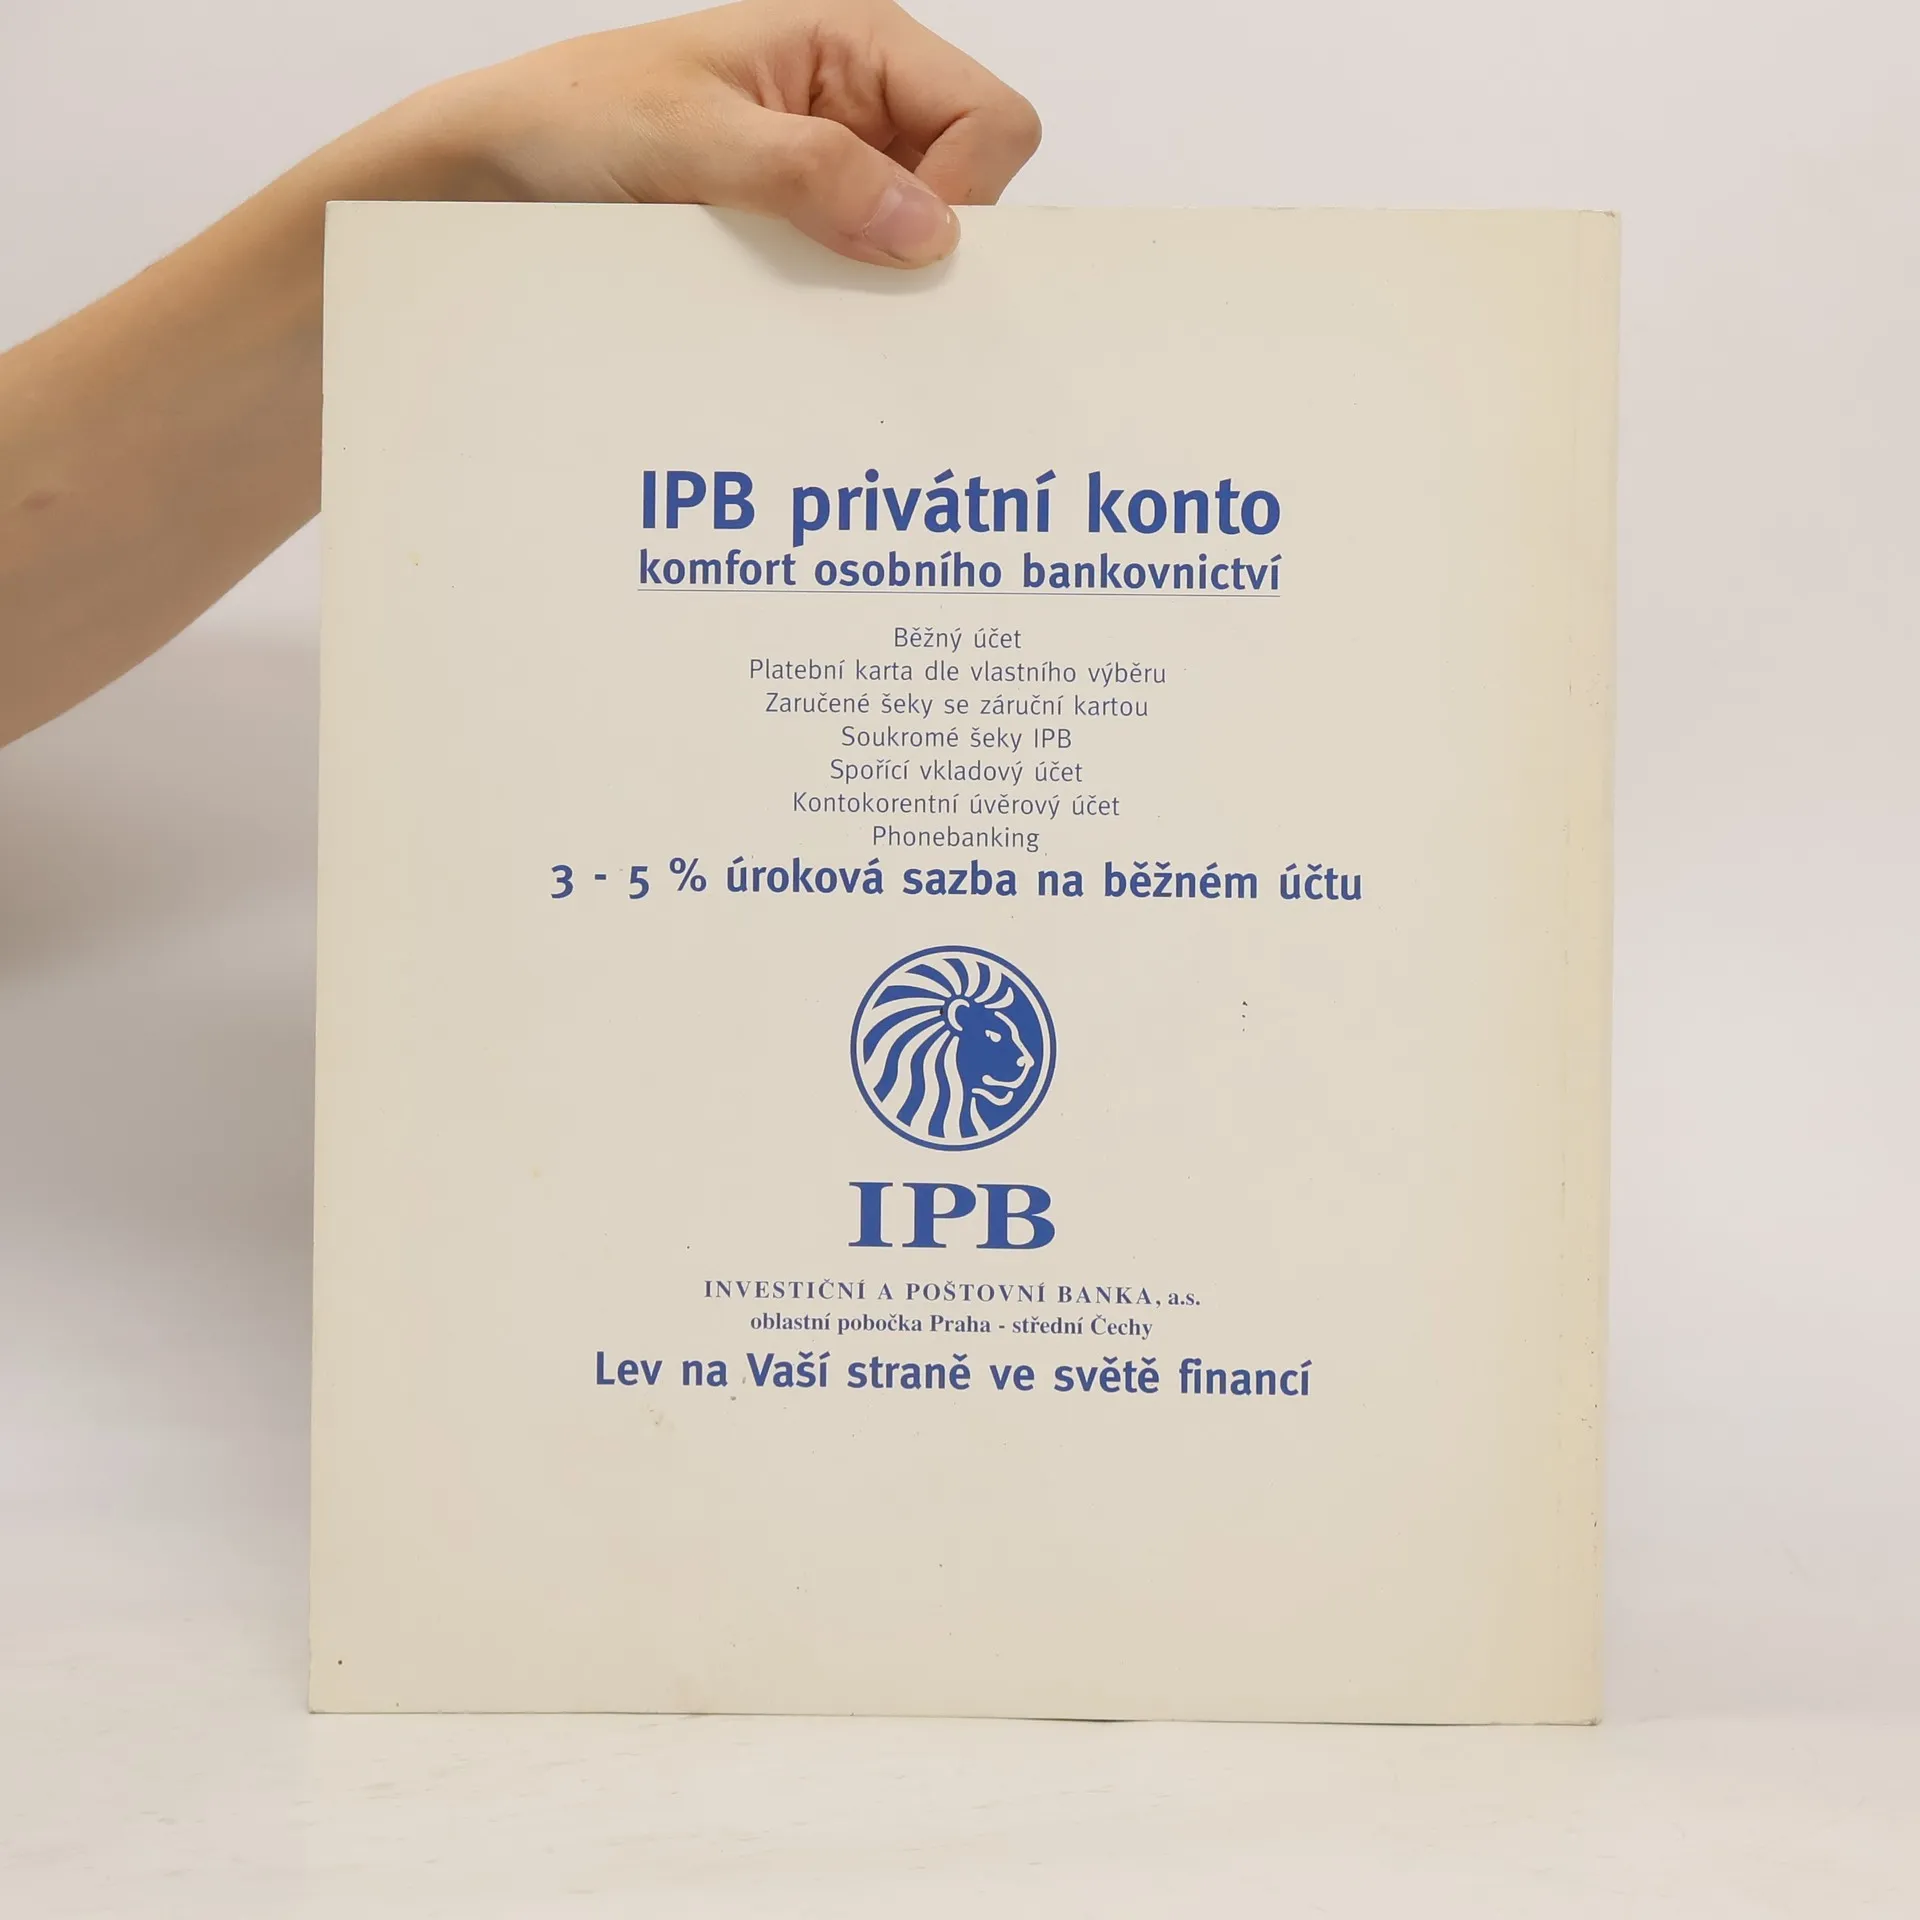 IPB privátní konto
komfort osobního bankovnictví
Běžný účet
Platební karta dle vlastního výběru
Zaručené šeky se záruční kartou
Soukromé šeky IPB
Spořící vkladový účet
Kontokorentní úvěrový účet
Phonebanking
3 - 5 % úroková sazba na běžném účtu
IPB
INVESTIČNÍ A POŠTOVNÍ BANKA, a.s.
oblastní pobočka Praha - střední Čechy
Lev na Vaší straně ve světě financí